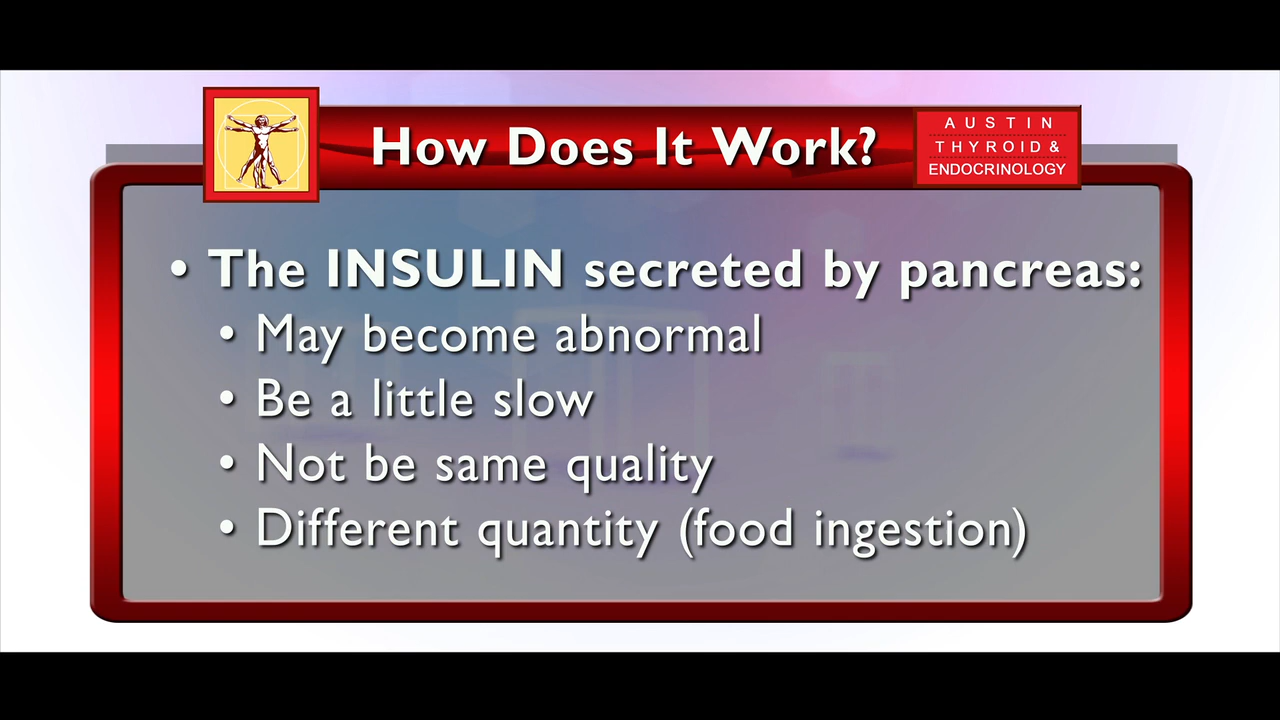 How Does It Work?
AUSTIN
THYROID &
ENDOCRINOLOGY
• The INSULIN secreted by pancreas:
• May become abnormal
• Be a little slow
• Not be same quality
• Different quantity (food ingestion)